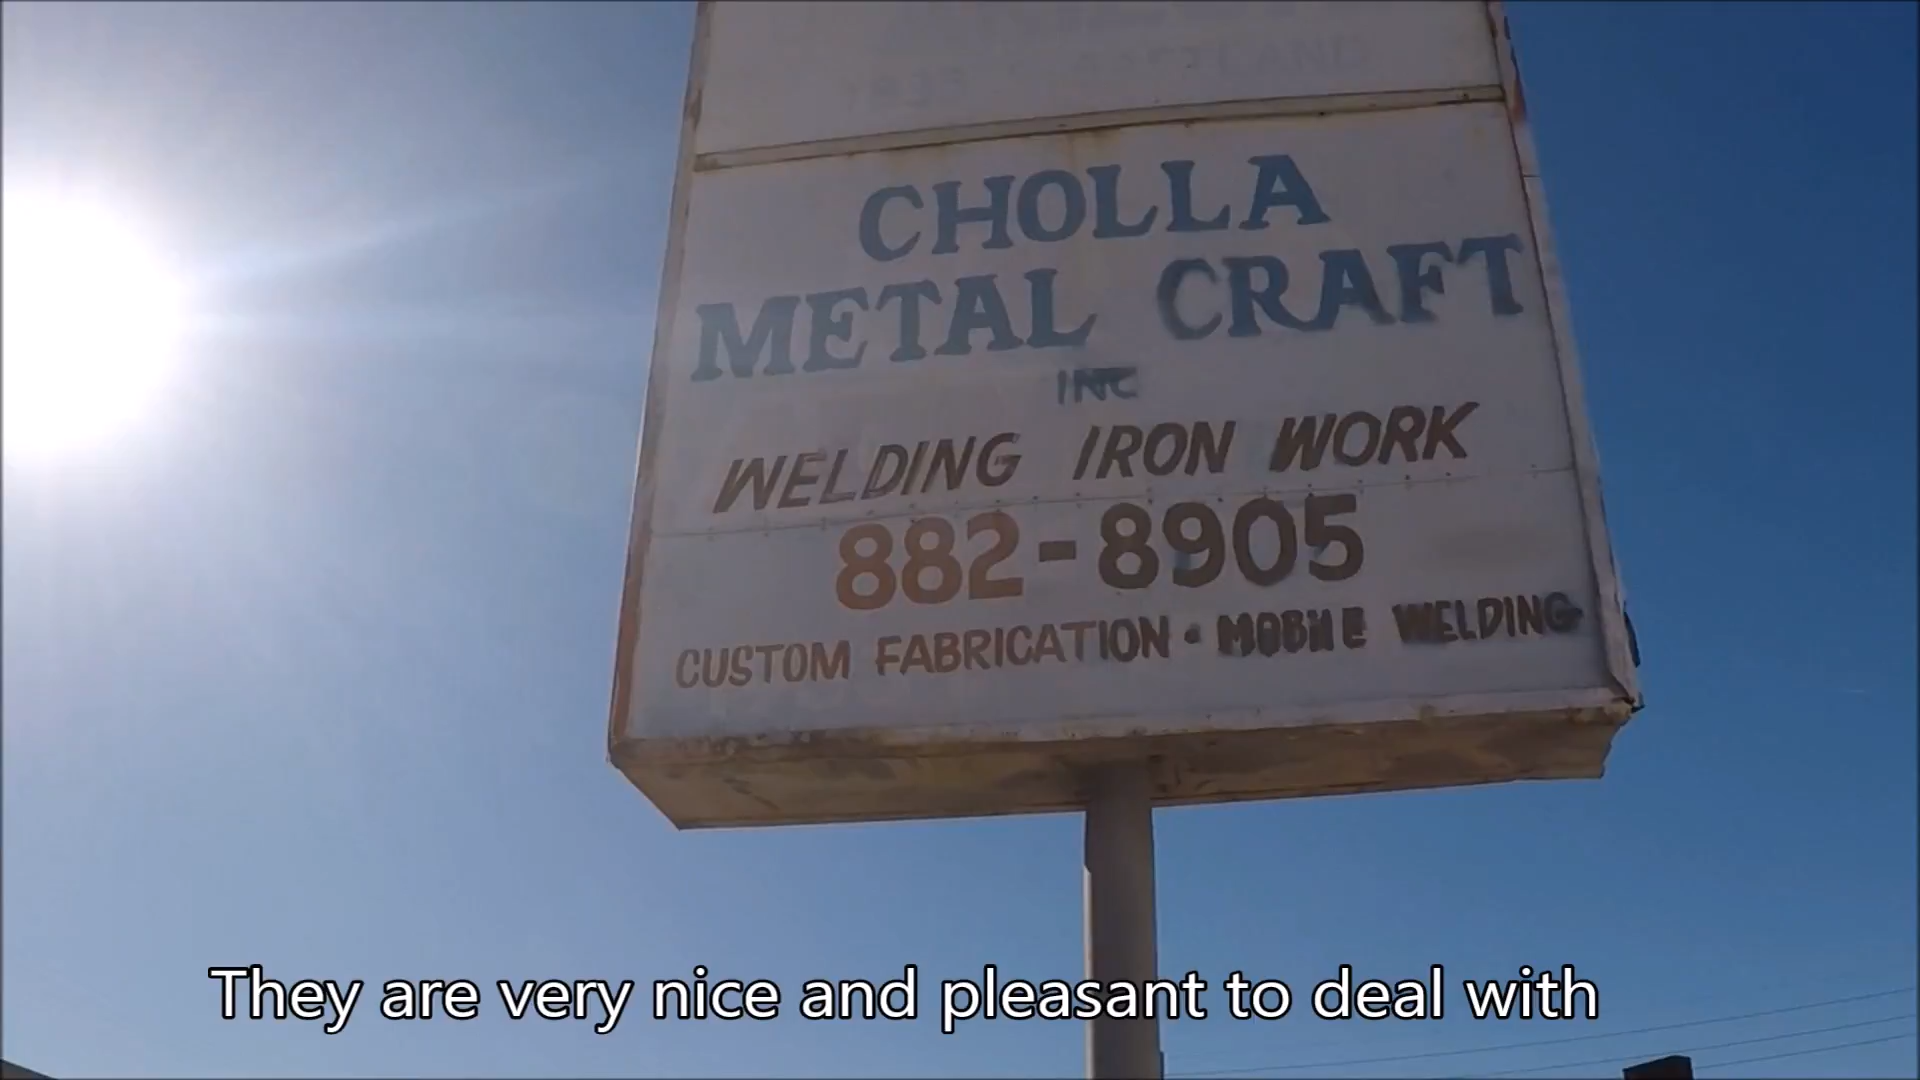 CHOLLA
METAL CRAFT
INC
WELDING IRON WORK
882-8905
CUSTOM FABRICATION • MOBILE WELDING
They are very nice and pleasant to deal with